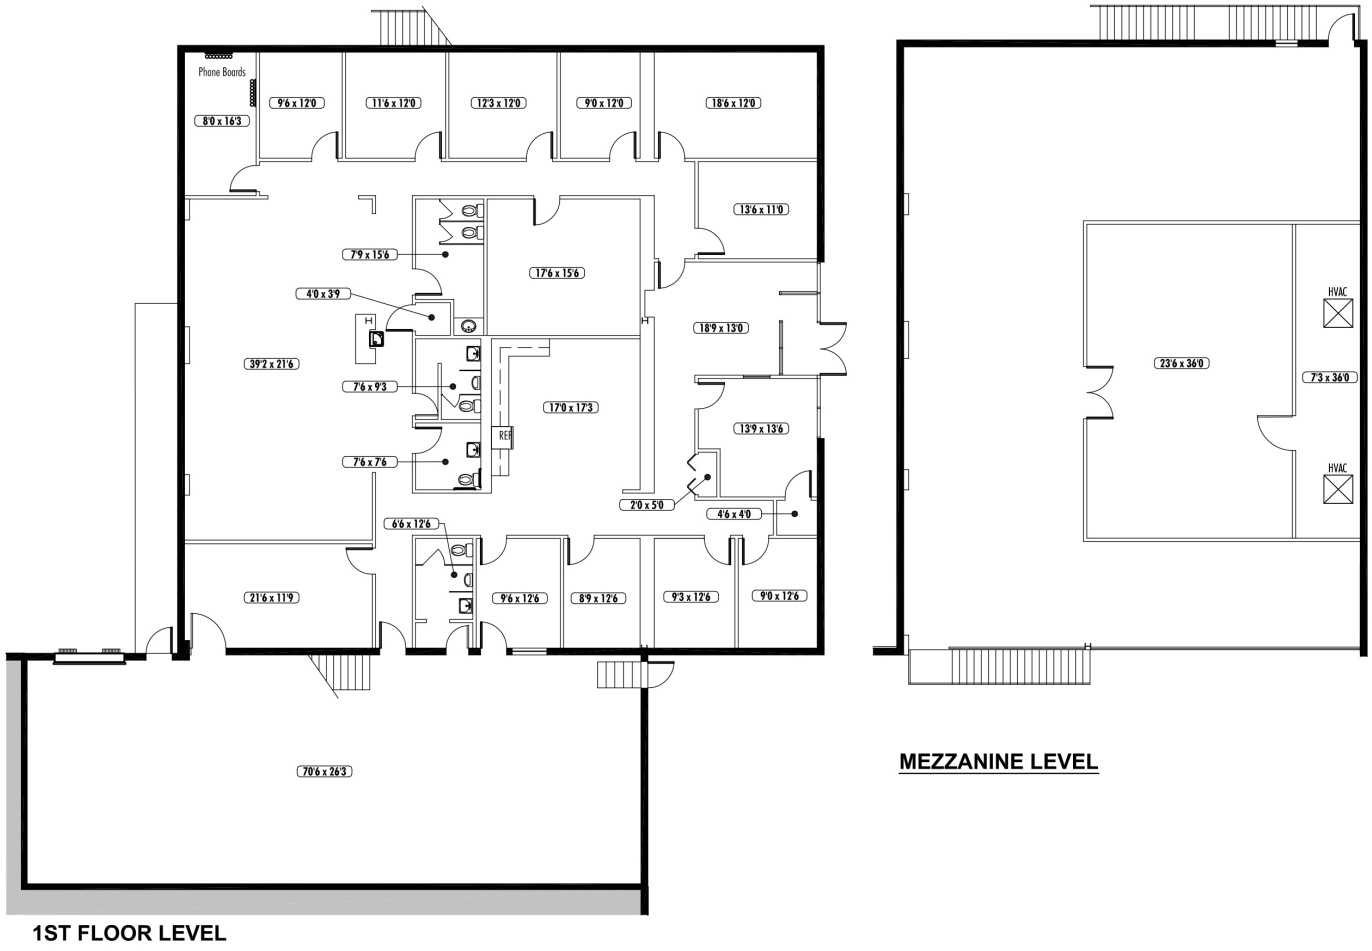 Phone Boards
9'6 x 12'0
11'6 x 12'0
12'3 x 12'0
9'0 x 12'0
18'6 x 12'0
8'0 x 16'3
13'6 x 11'0
7'9 x 15'6
17'6 x 15'6
4'0 x 3'9
18'9 x 13'0
39'2 x 21'6
7'6 x 9'3
17'0 x 17'3
13'9 x 13'6
REF
7'6 x 7'6
2'0 x 5'0
4'6 x 4'0
6'6 x 12'6
21'6 x 11'9
9'6 x 12'6
8'9 x 12'6
9'3 x 12'6
9'0 x 12'6
70'6 x 26'3
1ST FLOOR LEVEL
HVAC
23'6 x 36'0
7'3 x 36'0
HVAC
MEZZANINE LEVEL